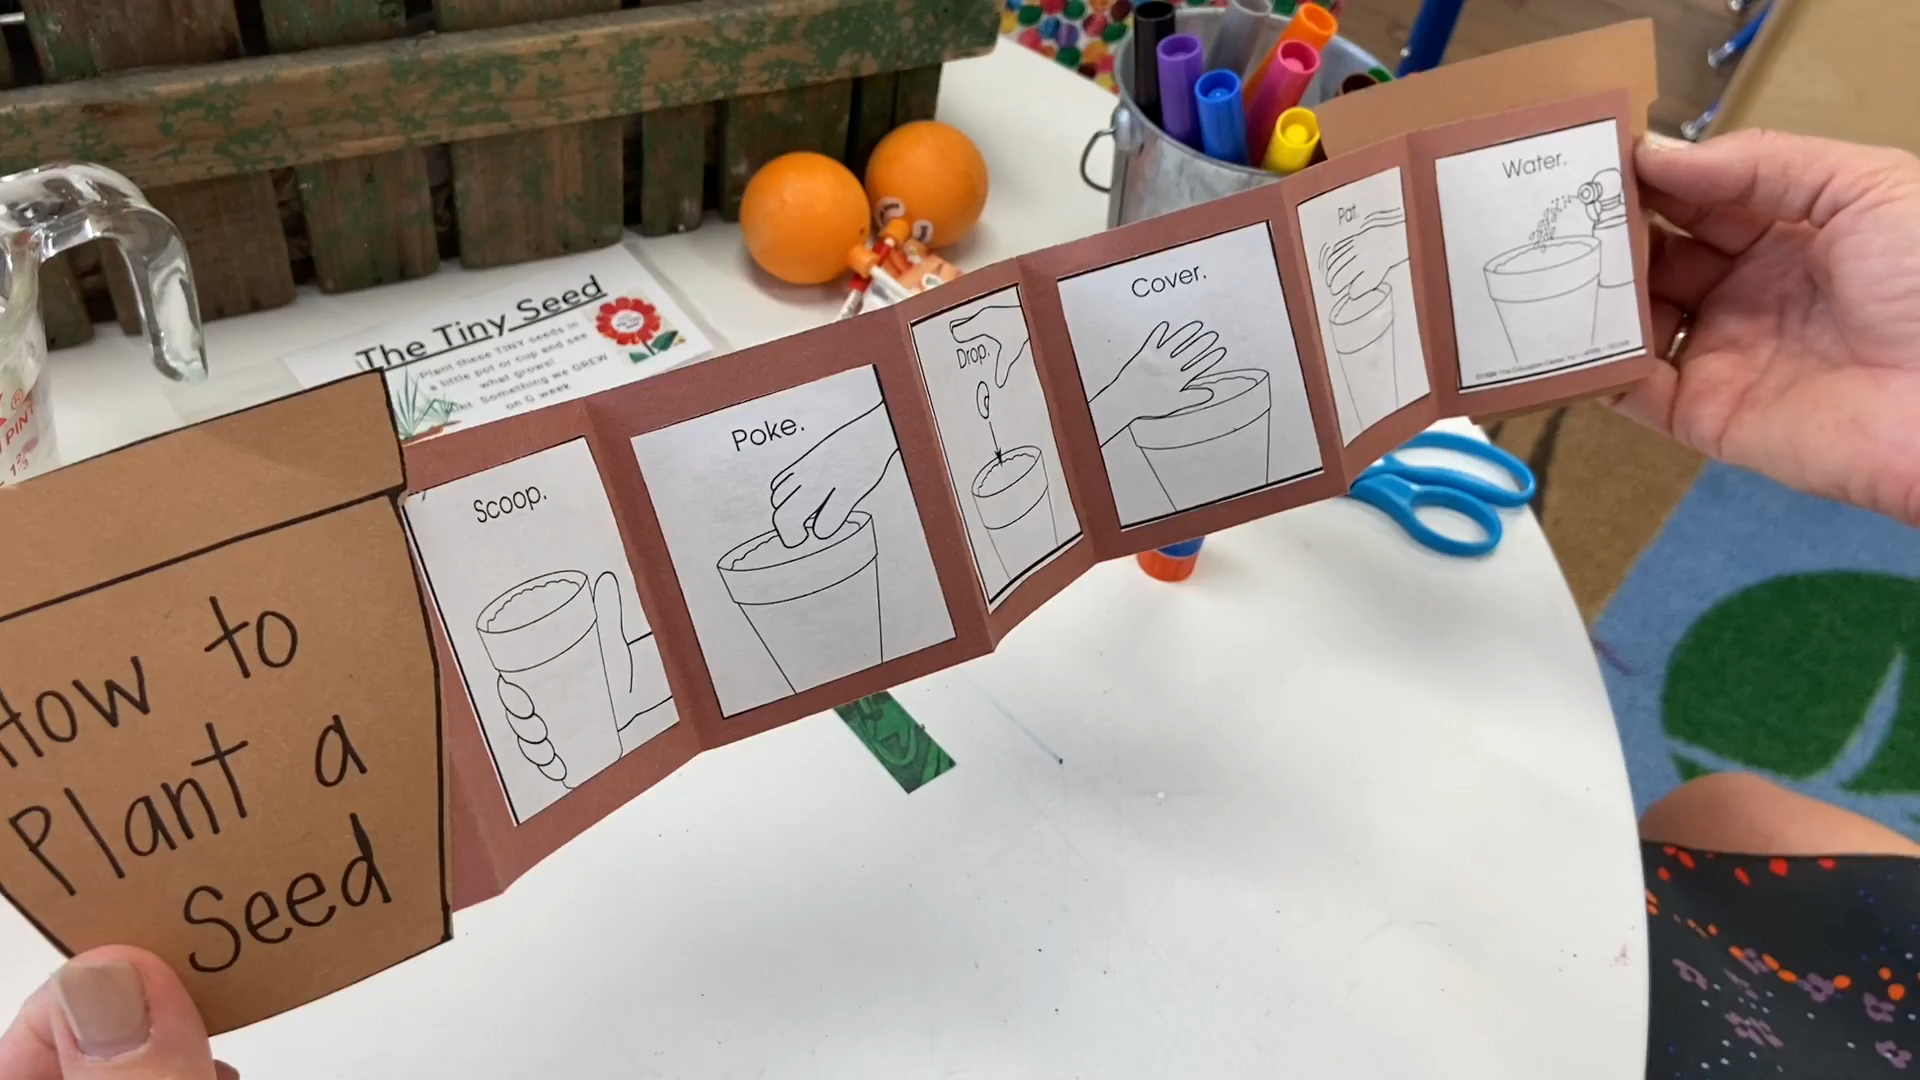 The Tiny Seed
Plant these TINY seeds in
a little pot or cup and see
what grows!
Something we GREW
on G week
How to
Plant a
Seed
Scoop.
Poke.
Drop.
Cover.
Pat.
Water.
PINT